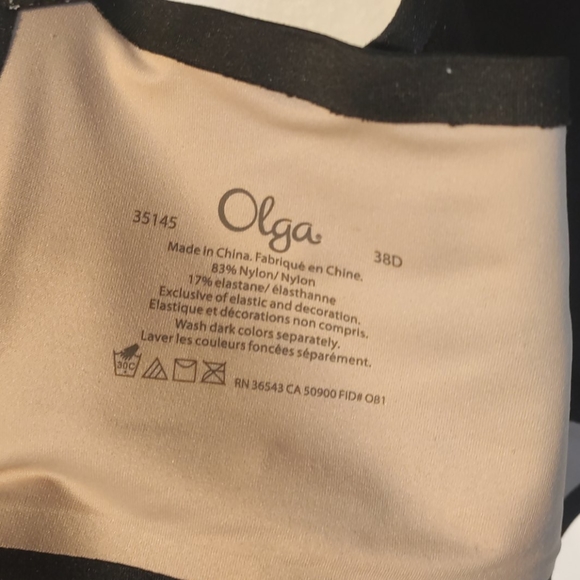 35145 Olga. 38D
Made in China. Fabriqué en Chine.
83% Nylon/ Nylon
17% elastane/ élasthanne
Exclusive of elastic and decoration.
Elastique et décorations non compris.
Wash dark colors separately.
Laver les couleurs foncées séparément.
30C RN 36543 CA 50900 FID# OB1